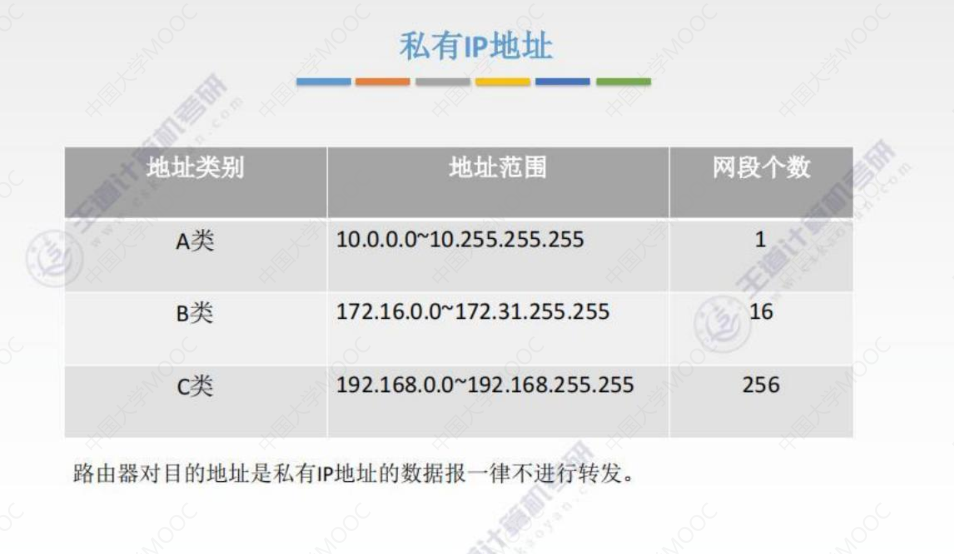 私有IP地址
地址类别 地址范围 网段个数
A类 10.0.0.0~10.255.255.255 1
B类 172.16.0.0~172.31.255.255 16
C类 192.168.0.0~192.168.255.255 256
路由器对目的地址是私有IP地址的数据报一律不进行转发。
中国大学MOOC
王道计算机考研